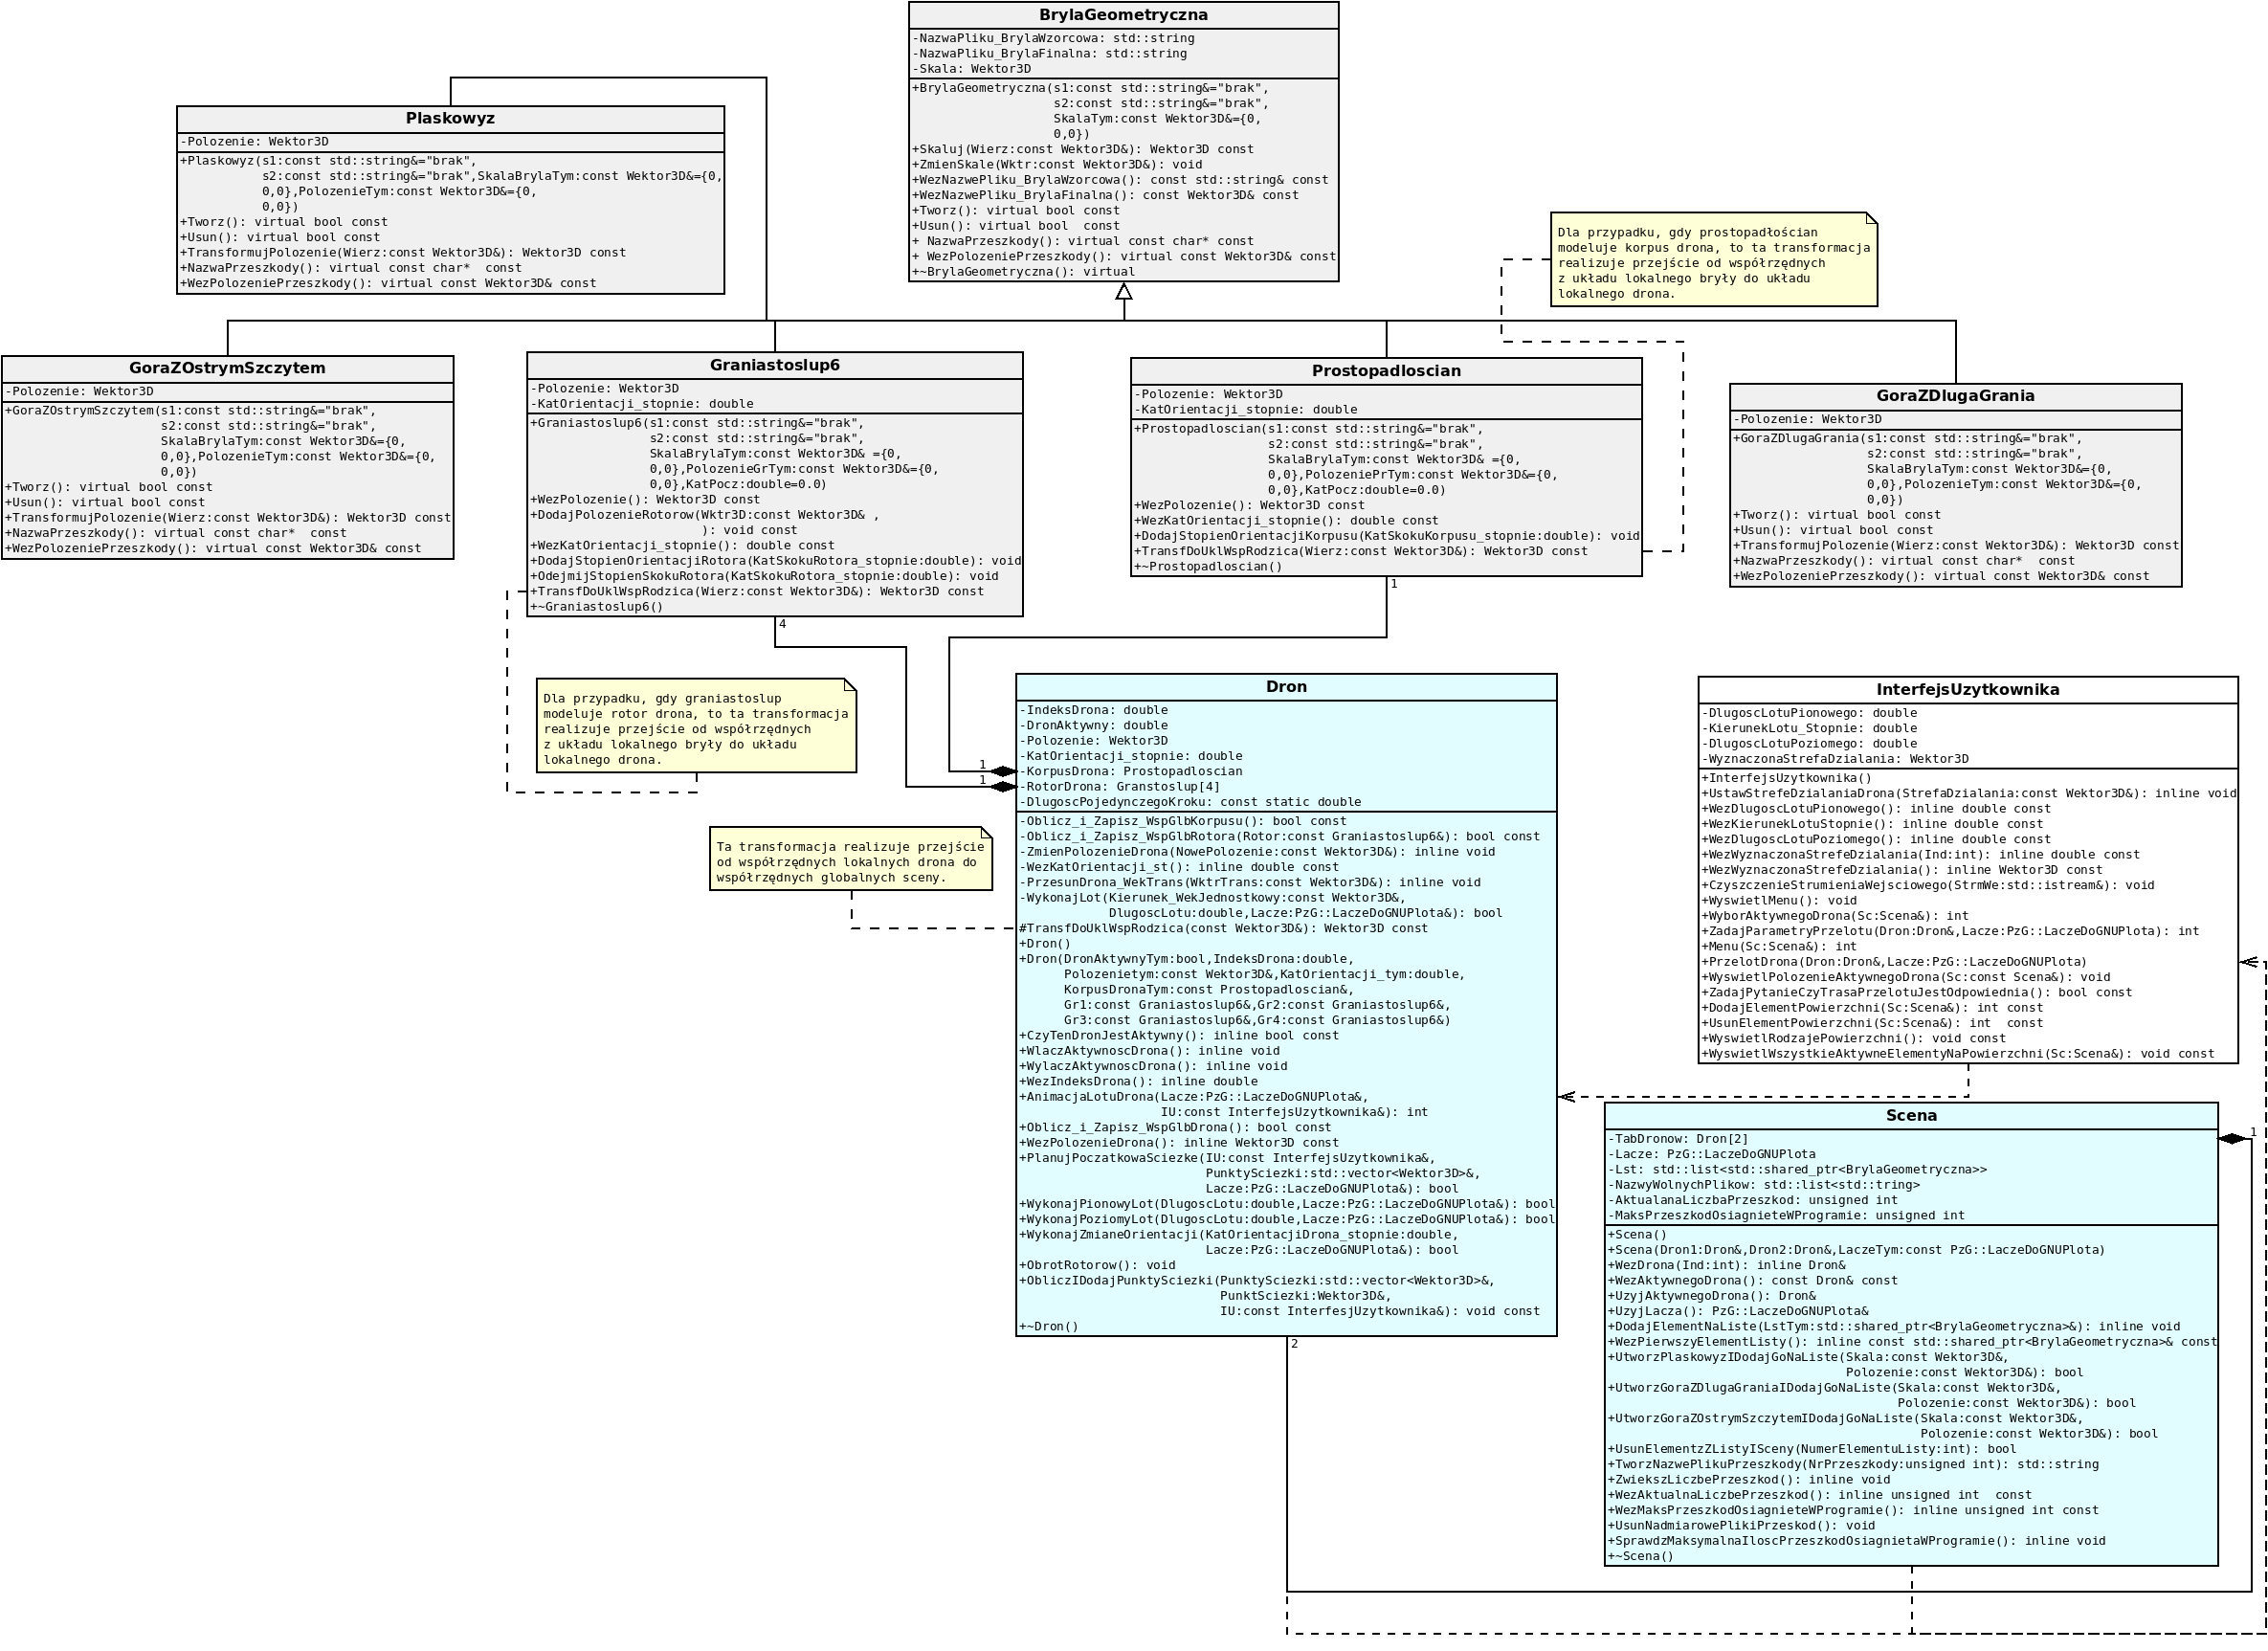 BrylaGeometryczna
-NazwaPliku_BrylaWzorcowa: std::string
-NazwaPliku_BrylaFinalna: std::string
-Skala: Wektor3D
+BrylaGeometryczna(s1:const std::string&="brak",
s2:const std::string&="brak",
SkalaTym:const Wektor3D&={0,
0,0})
+Skaluj(Wierz:const Wektor3D&): Wektor3D const
+ZmienSkale(Wktr:const Wektor3D&): void
+WezNazwePliku_BrylaWzorcowa(): const std::string& const
+WezNazwePliku_BrylaFinalna(): const Wektor3D& const
+Tworz(): virtual bool const
+Usun(): virtual bool  const
+ NazwaPrzeszkody(): virtual const char* const
+ WezPolozeniePrzeszkody(): virtual const Wektor3D& const
+~BrylaGeometryczna(): virtual
Plaskowyz
-Polozenie: Wektor3D
+Plaskowyz(s1:const std::string&="brak",
s2:const std::string&="brak",SkalaBrylaTym:const Wektor3D&={0,
0,0},PolozenieTym:const Wektor3D&={0,
0,0})
+Tworz(): virtual bool const
+Usun(): virtual bool const
+TransformujPolozenie(Wierz:const Wektor3D&): Wektor3D const
+NazwaPrzeszkody(): virtual const char*  const
+WezPolozeniePrzeszkody(): virtual const Wektor3D& const
Dla przypadku, gdy prostopadłościan
modeluje korpus drona, to ta transformacja
realizuje przejście od współrzędnych
z układu lokalnego bryły do układu
lokalnego drona.
GoraZOstrymSzczytem
-Polozenie: Wektor3D
+GoraZOstrymSzczytem(s1:const std::string&="brak",
s2:const std::string&="brak",
SkalaBrylaTym:const Wektor3D&={0,
0,0},PolozenieTym:const Wektor3D&={0,
0,0})
+Tworz(): virtual bool const
+Usun(): virtual bool const
+TransformujPolozenie(Wierz:const Wektor3D&): Wektor3D const
+NazwaPrzeszkody(): virtual const char*  const
+WezPolozeniePrzeszkody(): virtual const Wektor3D& const
Graniastoslup6
-Polozenie: Wektor3D
-KatOrientacji_stopnie: double
+Graniastoslup6(s1:const std::string&="brak",
s2:const std::string&="brak",
SkalaBrylaTym:const Wektor3D& ={0,
0,0},PolozenieGrTym:const Wektor3D&={0,
0,0},KatPocz:double=0.0)
+WezPolozenie(): Wektor3D const
+DodajPolozenieRotorow(Wktr3D:const Wektor3D& ,
): void const
+WezKatOrientacji_stopnie(): double const
+DodajStopienOrientacjiRotora(KatSkokuRotora_stopnie:double): void
+OdejmijStopienSkokuRotora(KatSkokuRotora_stopnie:double): void
+TransfDoUklWspRodzica(Wierz:const Wektor3D&): Wektor3D const
+~Graniastoslup6()
4
Prostopadloscian
-Polozenie: Wektor3D
-KatOrientacji_stopnie: double
+Prostopadloscian(s1:const std::string&="brak",
s2:const std::string&="brak",
SkalaBrylaTym:const Wektor3D& ={0,
0,0},PolozeniePrTym:const Wektor3D&={0,
0,0},KatPocz:double=0.0)
+WezPolozenie(): Wektor3D const
+WezKatOrientacji_stopnie(): double const
+DodajStopienOrientacjiKorpusu(KatSkokuKorpusu_stopnie:double): void
+TransfDoUklWspRodzica(Wierz:const Wektor3D&): Wektor3D const
+~Prostopadloscian()
1
GoraZDlugaGrania
-Polozenie: Wektor3D
+GoraZDlugaGrania(s1:const std::string&="brak",
s2:const std::string&="brak",
SkalaBrylaTym:const Wektor3D&={0,
0,0},PolozenieTym:const Wektor3D&={0,
0,0})
+Tworz(): virtual bool const
+Usun(): virtual bool const
+TransformujPolozenie(Wierz:const Wektor3D&): Wektor3D const
+NazwaPrzeszkody(): virtual const char*  const
+WezPolozeniePrzeszkody(): virtual const Wektor3D& const
Dla przypadku, gdy graniastoslup
modeluje rotor drona, to ta transformacja
realizuje przejście od współrzędnych
z układu lokalnego bryły do układu
lokalnego drona.
Ta transformacja realizuje przejście
od współrzędnych lokalnych drona do
współrzędnych globalnych sceny.
1
1
Dron
-IndeksDrona: double
-DronAktywny: double
-Polozenie: Wektor3D
-KatOrientacji_stopnie: double
-KorpusDrona: Prostopadloscian
-RotorDrona: Granstoslup[4]
-DlugoscPojedynczegoKroku: const static double
-Oblicz_i_Zapisz_WspGlbKorpusu(): bool const
-Oblicz_i_Zapisz_WspGlbRotora(Rotor:const Graniastoslup6&): bool const
-ZmienPolozenieDrona(NowePolozenie:const Wektor3D&): inline void
-WezKatOrientacji_st(): inline double const
-PrzesunDrona_WekTrans(WktrTrans:const Wektor3D&): inline void
-WykonajLot(Kierunek_WekJednostkowy:const Wektor3D&,
DlugoscLotu:double,Lacze:PzG::LaczeDoGNUPlota&): bool
#TransfDoUklWspRodzica(const Wektor3D&): Wektor3D const
+Dron()
+Dron(DronAktywnyTym:bool,IndeksDrona:double,
Polozenietym:const Wektor3D&,KatOrientacji_tym:double,
KorpusDronaTym:const Prostopadloscian&,
Gr1:const Graniastoslup6&,Gr2:const Graniastoslup6&,
Gr3:const Graniastoslup6&,Gr4:const Graniastoslup6&)
+CzyTenDronJestAktywny(): inline bool const
+WlaczAktywnoscDrona(): inline void
+WylaczAktywnoscDrona(): inline void
+WezIndeksDrona(): inline double
+AnimacjaLotuDrona(Lacze:PzG::LaczeDoGNUPlota&,
IU:const InterfejsUzytkownika&): int
+Oblicz_i_Zapisz_WspGlbDrona(): bool const
+WezPolozenieDrona(): inline Wektor3D const
+PlanujPoczatkowaSciezke(IU:const InterfejsUzytkownika&,
PunktySciezki:std::vector<Wektor3D>&,
Lacze:PzG::LaczeDoGNUPlota&): bool
+WykonajPionowyLot(DlugoscLotu:double,Lacze:PzG::LaczeDoGNUPlota&): bool
+WykonajPoziomyLot(DlugoscLotu:double,Lacze:PzG::LaczeDoGNUPlota&): bool
+WykonajZmianeOrientacji(KatOrientacjiDrona_stopnie:double,
Lacze:PzG::LaczeDoGNUPlota&): bool
+ObrotRotorow(): void
+ObliczIDodajPunktySciezki(PunktySciezki:std::vector<Wektor3D>&,
PunktSciezki:Wektor3D&,
IU:const InterfesjUzytkownika&): void const
+~Dron()
2
InterfejsUzytkownika
-DlugoscLotuPionowego: double
-KierunekLotu_Stopnie: double
-DlugoscLotuPoziomego: double
-WyznaczonaStrefaDzialania: Wektor3D
+InterfejsUzytkownika()
+UstawStrefeDzialaniaDrona(StrefaDzialania:const Wektor3D&): inline void
+WezDlugoscLotuPionowego(): inline double const
+WezKierunekLotuStopnie(): inline double const
+WezDlugoscLotuPoziomego(): inline double const
+WezWyznaczonaStrefeDzialania(Ind:int): inline double const
+WezWyznaczonaStrefeDzialania(): inline Wektor3D const
+CzyszczenieStrumieniaWejsciowego(StrmWe:std::istream&): void
+WyswietlMenu(): void
+WyborAktywnegoDrona(Sc:Scena&): int
+ZadajParametryPrzelotu(Dron:Dron&,Lacze:PzG::LaczeDoGNUPlota): int
+Menu(Sc:Scena&): int
+PrzelotDrona(Dron:Dron&,Lacze:PzG::LaczeDoGNUPlota)
+WyswietlPolozenieAktywnegoDrona(Sc:const Scena&): void
+ZadajPytanieCzyTrasaPrzelotuJestOdpowiednia(): bool const
+DodajElementPowierzchni(Sc:Scena&): int const
+UsunElementPowierzchni(Sc:Scena&): int  const
+WyswietlRodzajePowierzchni(): void const
+WyswietlWszystkieAktywneElementyNaPowierzchni(Sc:Scena&): void const
Scena
-TabDronow: Dron[2]
-Lacze: PzG::LaczeDoGNUPlota
-Lst: std::list<std::shared_ptr<BrylaGeometryczna>>
-NazwyWolnychPlikow: std::list<std::tring>
-AktualanaLiczbaPrzeszkod: unsigned int
-MaksPrzeszkodOsiagnieteWProgramie: unsigned int
+Scena()
+Scena(Dron1:Dron&,Dron2:Dron&,LaczeTym:const PzG::LaczeDoGNUPlota)
+WezDrona(Ind:int): inline Dron&
+WezAktywnegoDrona(): const Dron& const
+UzyjAktywnegoDrona(): Dron&
+UzyjLacza(): PzG::LaczeDoGNUPlota&
+DodajElementNaListe(LstTym:std::shared_ptr<BrylaGeometryczna>&): inline void
+WezPierwszyElementListy(): inline const std::shared_ptr<BrylaGeometryczna>& const
+UtworzPlaskowyzIDodajGoNaListe(Skala:const Wektor3D&,
Polozenie:const Wektor3D&): bool
+UtworzGoraZDlugaGraniaIDodajGoNaListe(Skala:const Wektor3D&,
Polozenie:const Wektor3D&): bool
+UtworzGoraZOstrymSzczytemIDodajGoNaListe(Skala:const Wektor3D&,
Polozenie:const Wektor3D&): bool
+UsunElementzZListyISceny(NumerElementuListy:int): bool
+TworzNazwePlikuPrzeszkody(NrPrzeszkody:unsigned int): std::string
+ZwiekszLiczbePrzeszkod(): inline void
+WezAktualnaLiczbePrzeszkod(): inline unsigned int  const
+WezMaksPrzeszkodOsiagnieteWProgramie(): inline unsigned int const
+UsunNadmiarowePlikiPrzeskod(): void
+SprawdzMaksymalnaIloscPrzeszkodOsiagnietaWProgramie(): inline void
+~Scena()
1